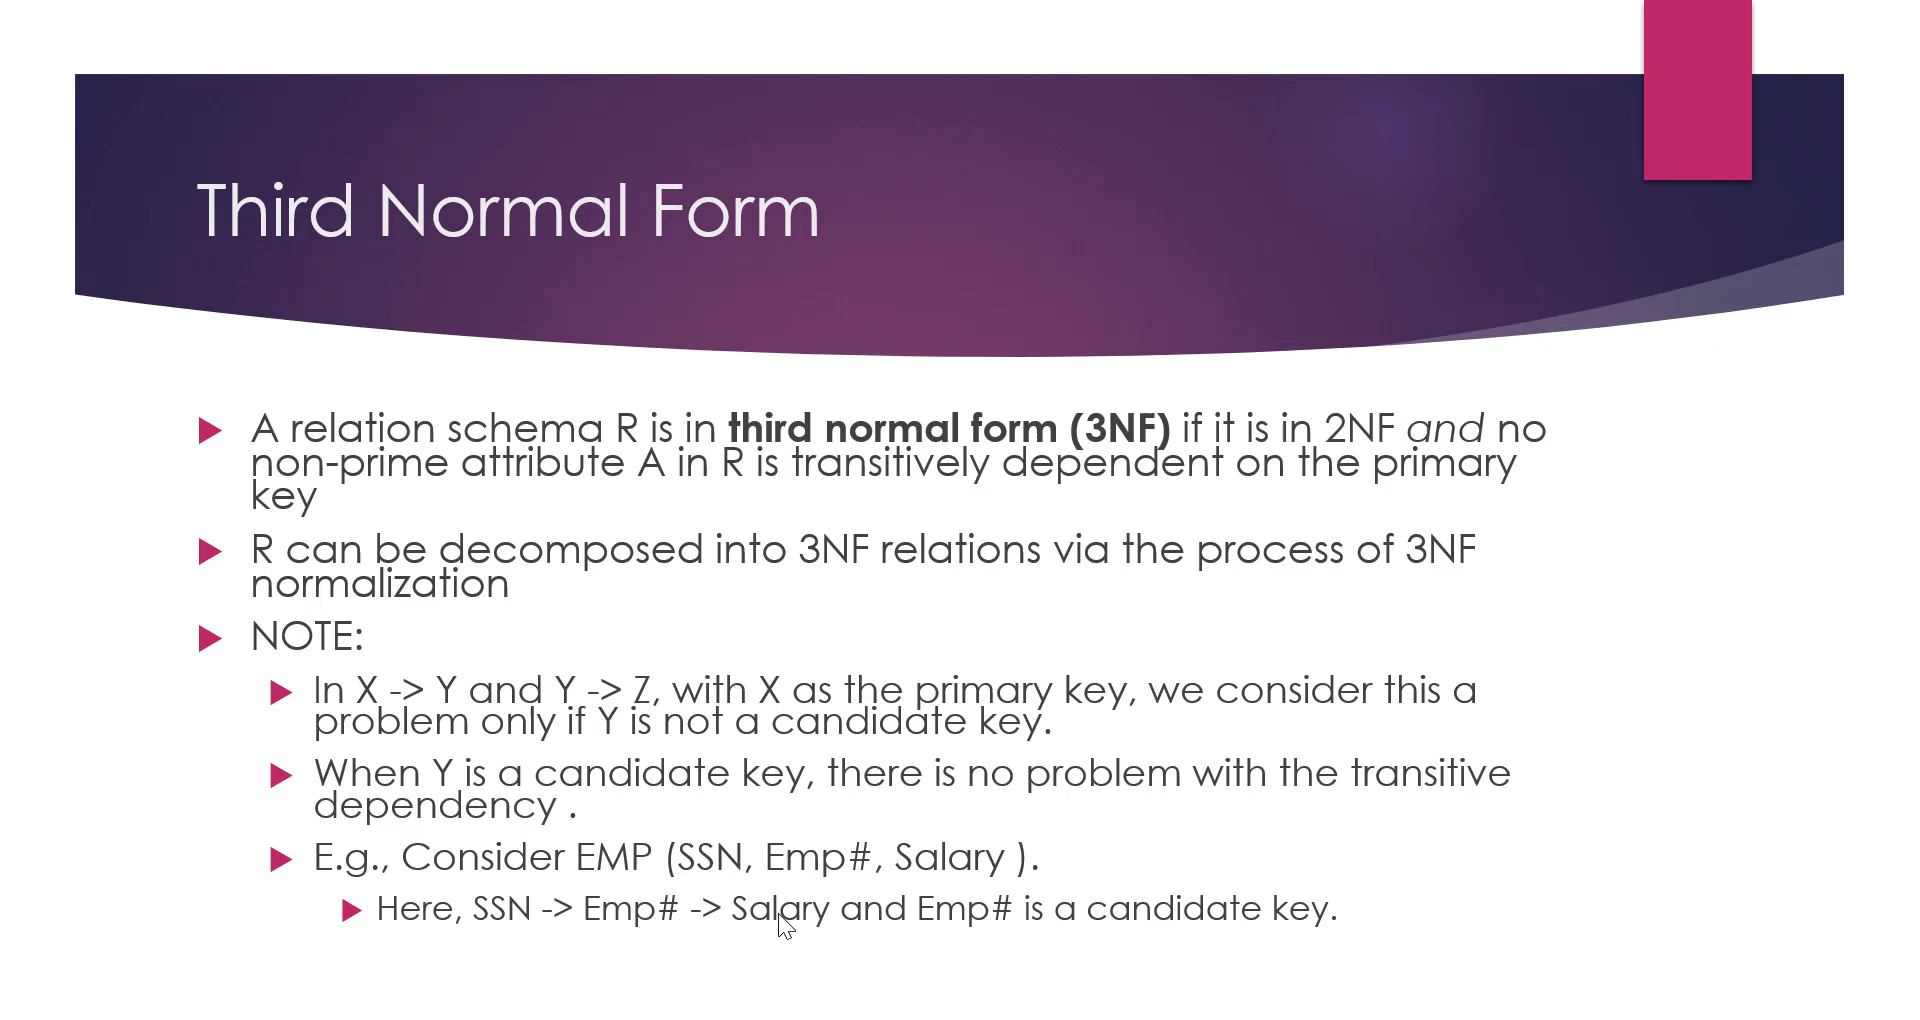 Third Normal Form
A relation schema R is in third normal form (3NF) if it is in 2NF and no
non-prime attribute A in R is transitively dependent on the primary
key
R can be decomposed into 3NF relations via the process of 3NF
normalization
NOTE:
In X -> Y and Y -> Z, with X as the primary key, we consider this a
problem only if Y is not a candidate key.
When Y is a candidate key, there is no problem with the transitive
dependency .
E.g., Consider EMP (SSN, Emp#, Salary ).
Here, SSN -> Emp# -> Salary and Emp# is a candidate key.